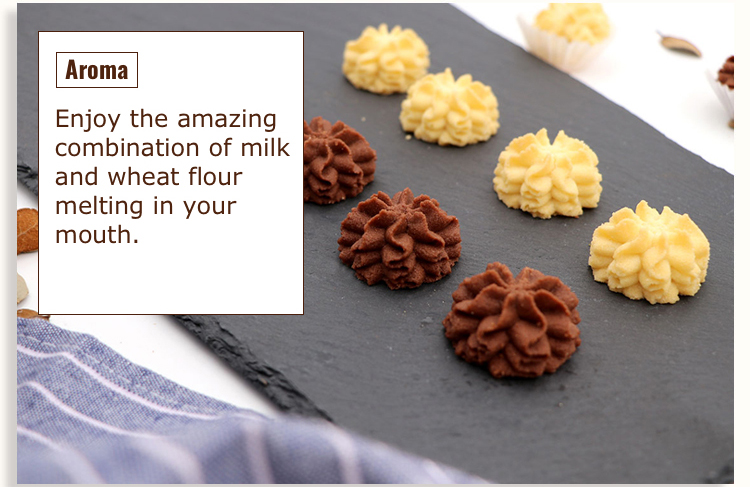 Aroma
Enjoy the amazing
combination of milk
and wheat flour
melting in your
mouth.